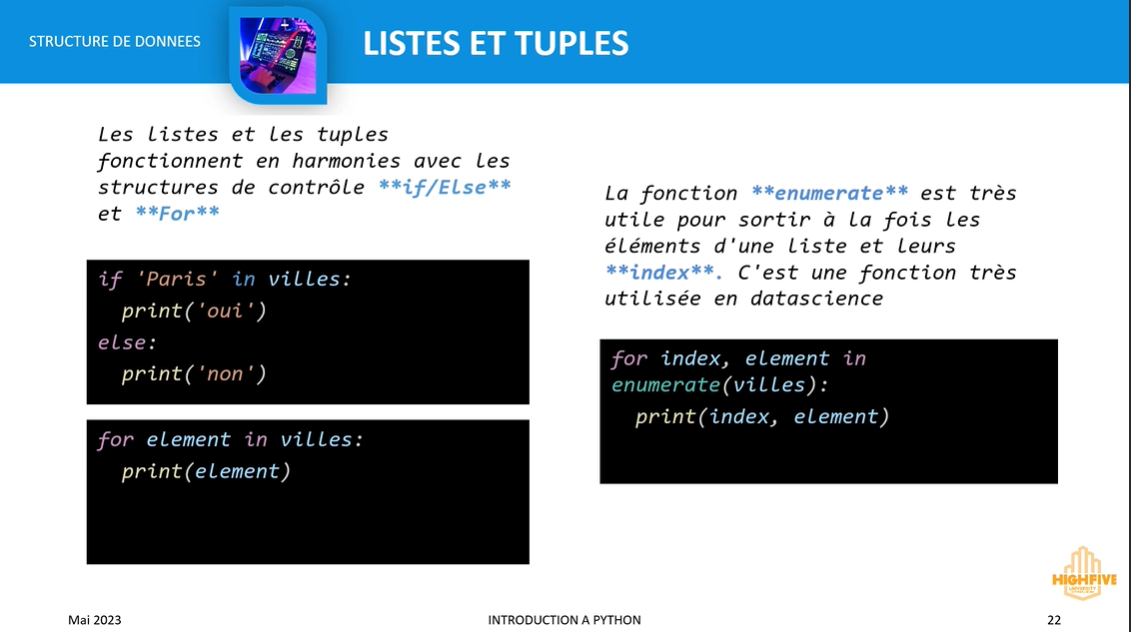 STRUCTURE DE DONNEES
LISTES ET TUPLES
Les listes et les tuples
fonctionnent en harmonies avec les
structures de contrôle **if/Else**
et **For**
if 'Paris' in villes:
  print('oui')
else:
  print('non')
for element in villes:
  print(element)
La fonction **enumerate** est très
utile pour sortir à la fois les
éléments d'une liste et leurs
**index**. C'est une fonction très
utilisée en datascience
for index, element in
enumerate(villes):
  print(index, element)
HIGHFIVE
UNIVERSITY
Mai 2023
INTRODUCTION A PYTHON
22